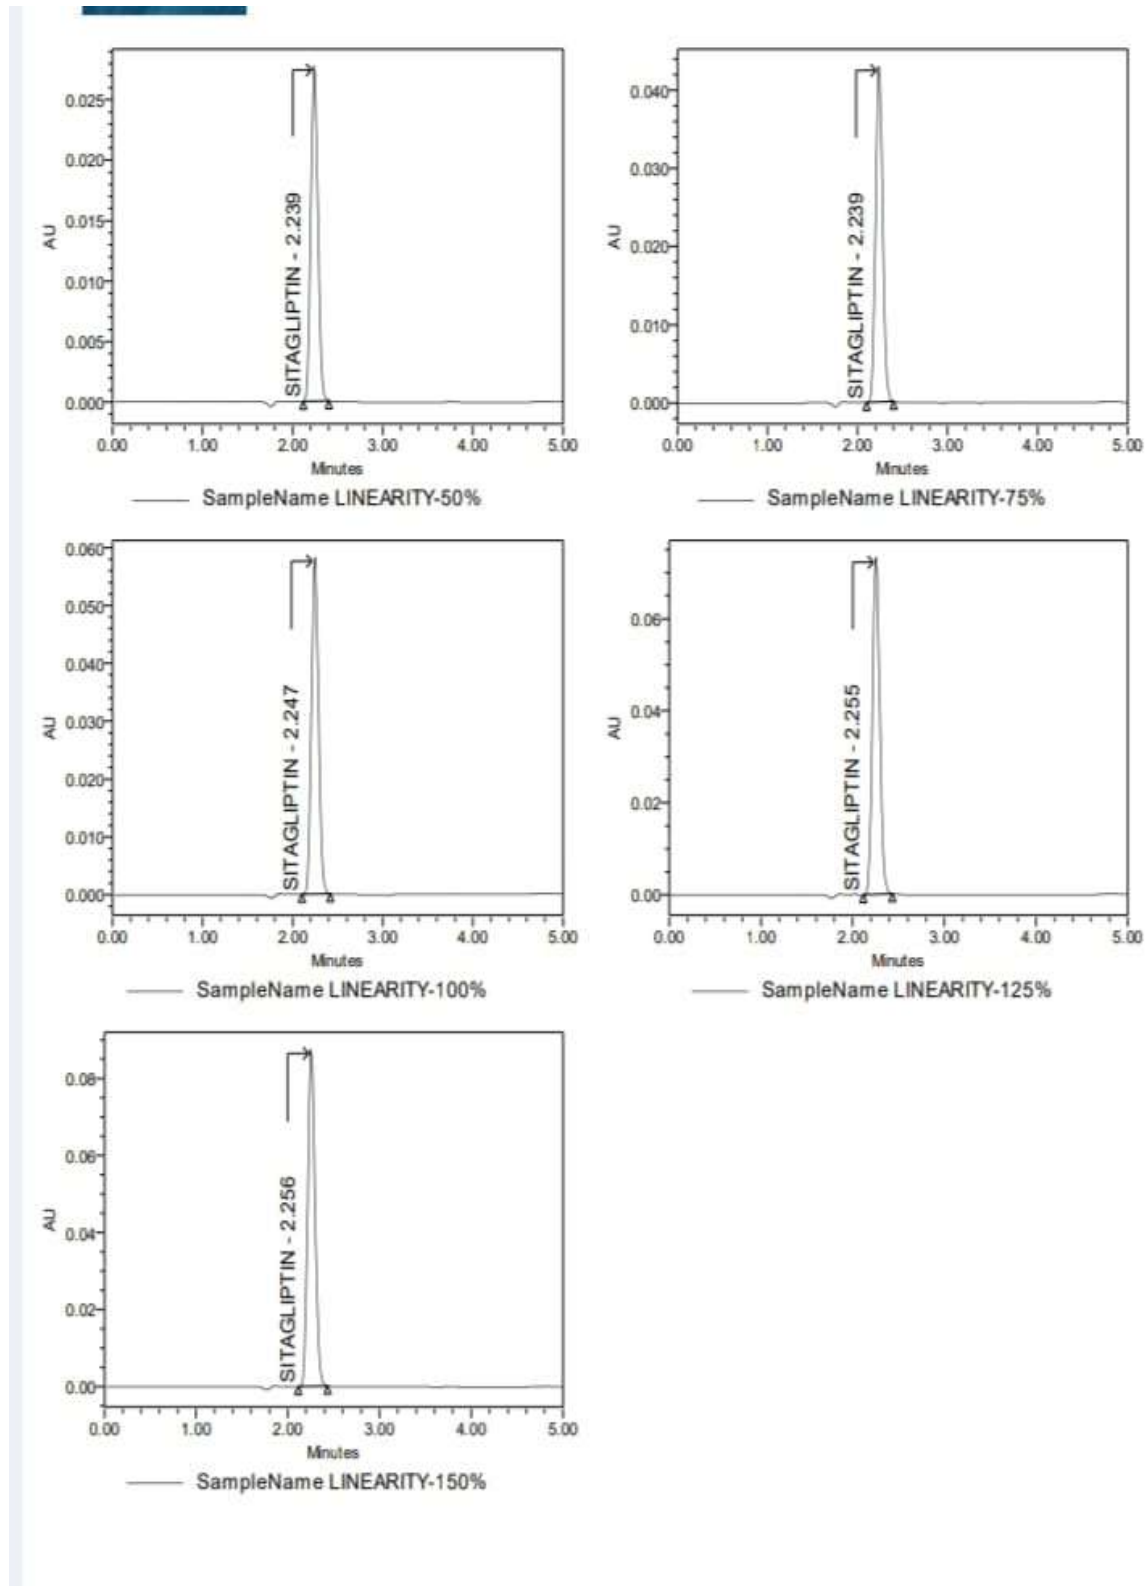 0.025
0.020
0.015
0.010
0.005
0.000
AU
SITAGLIPTIN - 2.239
0.00 1.00 2.00 3.00 4.00 5.00
Minutes
SampleName LINEARITY-50%
0.040
0.030
0.020
0.010
0.000
AU
SITAGLIPTIN - 2.239
0.00 1.00 2.00 3.00 4.00 5.00
Minutes
SampleName LINEARITY-75%
0.060
0.050
0.040
0.030
0.020
0.010
0.000
AU
SITAGLIPTIN - 2.247
0.00 1.00 2.00 3.00 4.00 5.00
Minutes
SampleName LINEARITY-100%
0.06
0.04
0.02
0.00
AU
SITAGLIPTIN - 2.255
0.00 1.00 2.00 3.00 4.00 5.00
Minutes
SampleName LINEARITY-125%
0.08
0.06
0.04
0.02
0.00
AU
SITAGLIPTIN - 2.256
0.00 1.00 2.00 3.00 4.00 5.00
Minutes
SampleName LINEARITY-150%